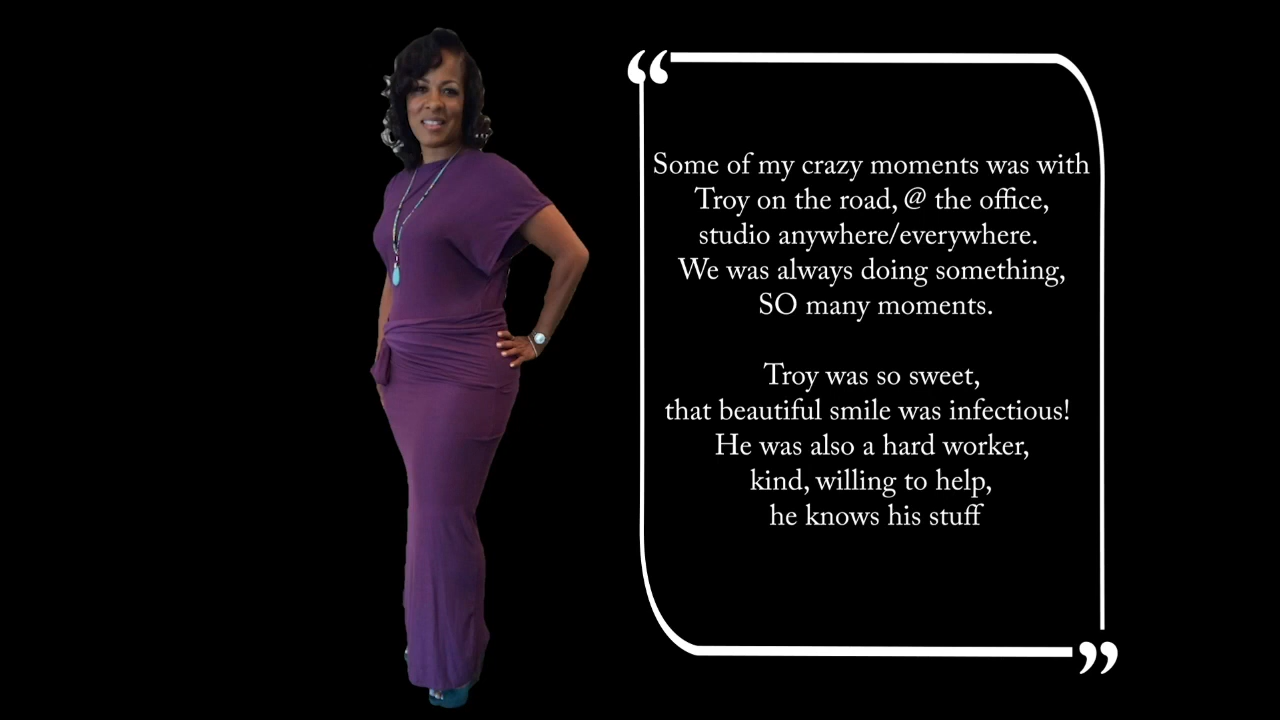 Some of my crazy moments was with
Troy on the road, @ the office,
studio anywhere/everywhere.
We was always doing something,
SO many moments.
Troy was so sweet,
that beautiful smile was infectious!
He was also a hard worker,
kind, willing to help,
he knows his stuff